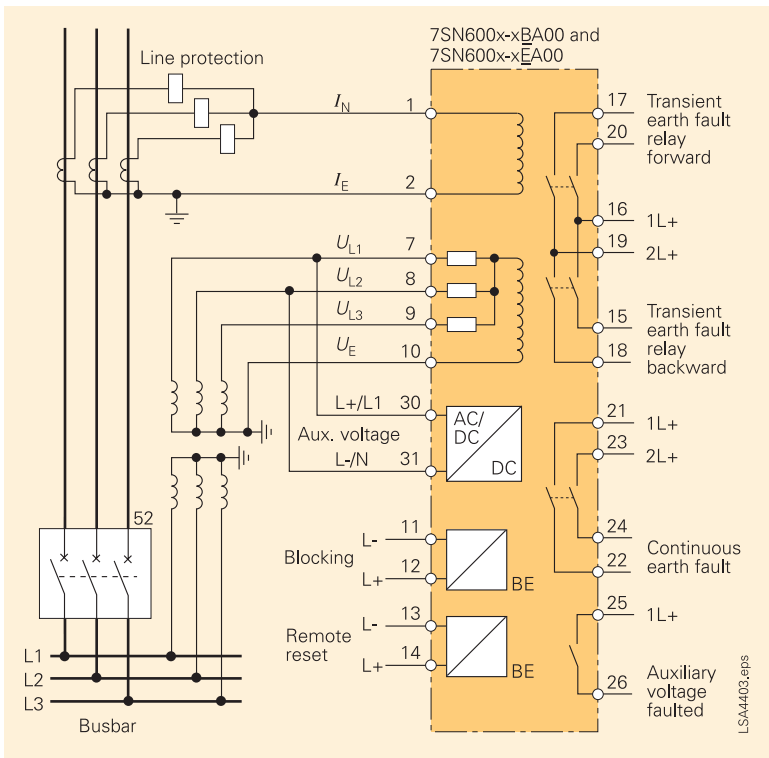 7SN600x-xBA00 and
7SN600x-xEA00
Line protection
I_N 1
I_E 2
U_L1 7
U_L2 8
U_L3 9
U_E 10
L+/L1 30
Aux. voltage
L-/N 31
AC/
DC
DC
52
Blocking
L- 11
L+ 12
BE
Remote
reset
L- 13
L+ 14
BE
L1
L2
L3
Busbar
17 Transient
20 earth fault
relay
forward
16 1L+
19 2L+
15 Transient
earth fault
18 relay
backward
21 1L+
23 2L+
24 Continuous
22 earth fault
25 1L+
26 Auxiliary
voltage
faulted
LSA4403.eps